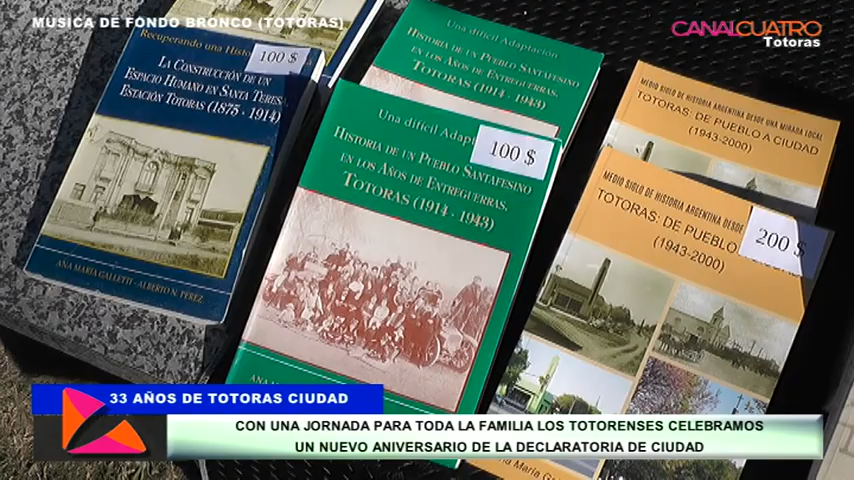 MUSICA DE FONDO BRONCO (TOTORAS)
CANALCUATRO
Totoras
Recuperando una
100 $
LA CONSTRUCCIÓN DE UN
ESPACIO HUMANO EN SANTA TERESA,
ESTACIÓN TOTORAS (1875 - 1914)
ANA MARIA GALLETTI - ALBERTO N. PEREZ
Una difícil Adaptación
HISTORIA DE UN PUEBLO SANTAFESINO
EN LOS AÑOS DE ENTREGUERRAS.
TOTORAS (1914 - 1943)
Una difícil
100 $
HISTORIA DE UN PUEBLO SANTAFESINO
EN LOS AÑOS DE ENTREGUERRAS.
TOTORAS (1914 - 1943)
MEDIO SIGLO DE HISTORIA ARGENTINA DESDE UNA MIRADA LOCAL
TOTORAS: DE PUEBLO A CIUDAD
(1943-2000)
MEDIO SIGLO DE HISTORIA ARGENTINA DESDE
TOTORAS: DE PUEBLO
(1943-2000)
200 $
33 AÑOS DE TOTORAS CIUDAD
CON UNA JORNADA PARA TODA LA FAMILIA LOS TOTORENSES CELEBRAMOS
UN NUEVO ANIVERSARIO DE LA DECLARATORIA DE CIUDAD